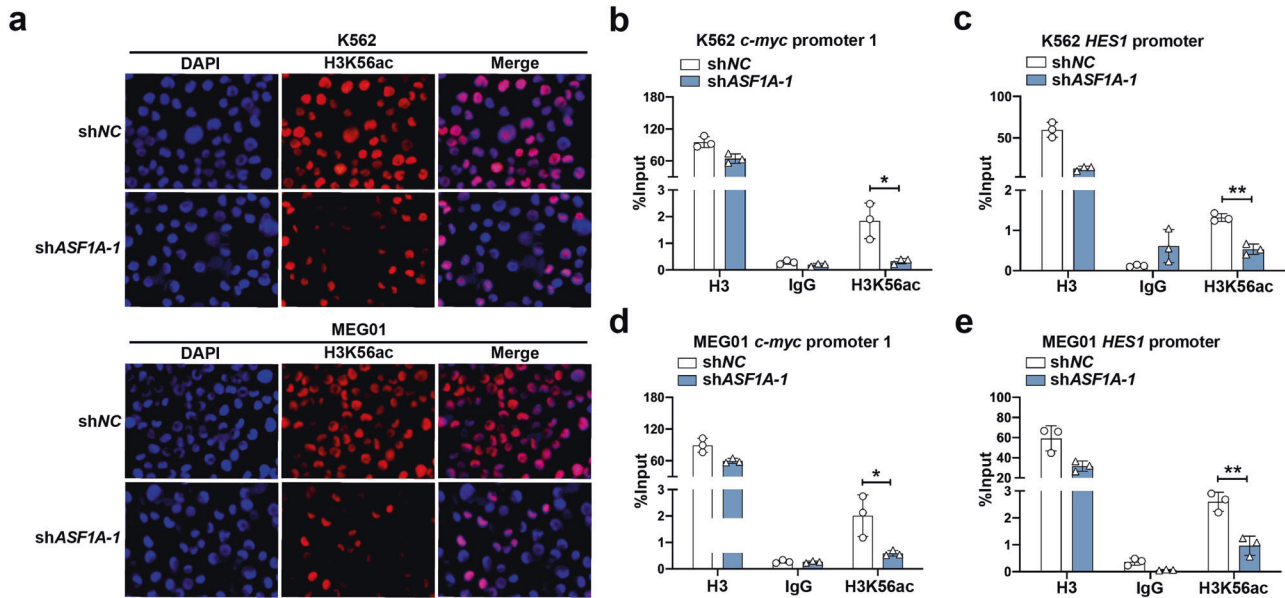 a
K562
DAPI H3K56ac Merge
shNC
shASF1A-1
MEG01
DAPI H3K56ac Merge
shNC
shASF1A-1
b
K562 c-myc promoter 1
shNC
shASF1A-1
%Input
180
120
60
3
2
1
0
*
H3 IgG H3K56ac
c
K562 HES1 promoter
shNC
shASF1A-1
%Input
100
50
2
1
0
**
H3 IgG H3K56ac
d
MEG01 c-myc promoter 1
shNC
shASF1A-1
%Input
180
120
60
4
3
2
1
0
*
H3 IgG H3K56ac
e
MEG01 HES1 promoter
shNC
shASF1A-1
%Input
100
80
60
40
20
3
2
1
0
**
H3 IgG H3K56ac